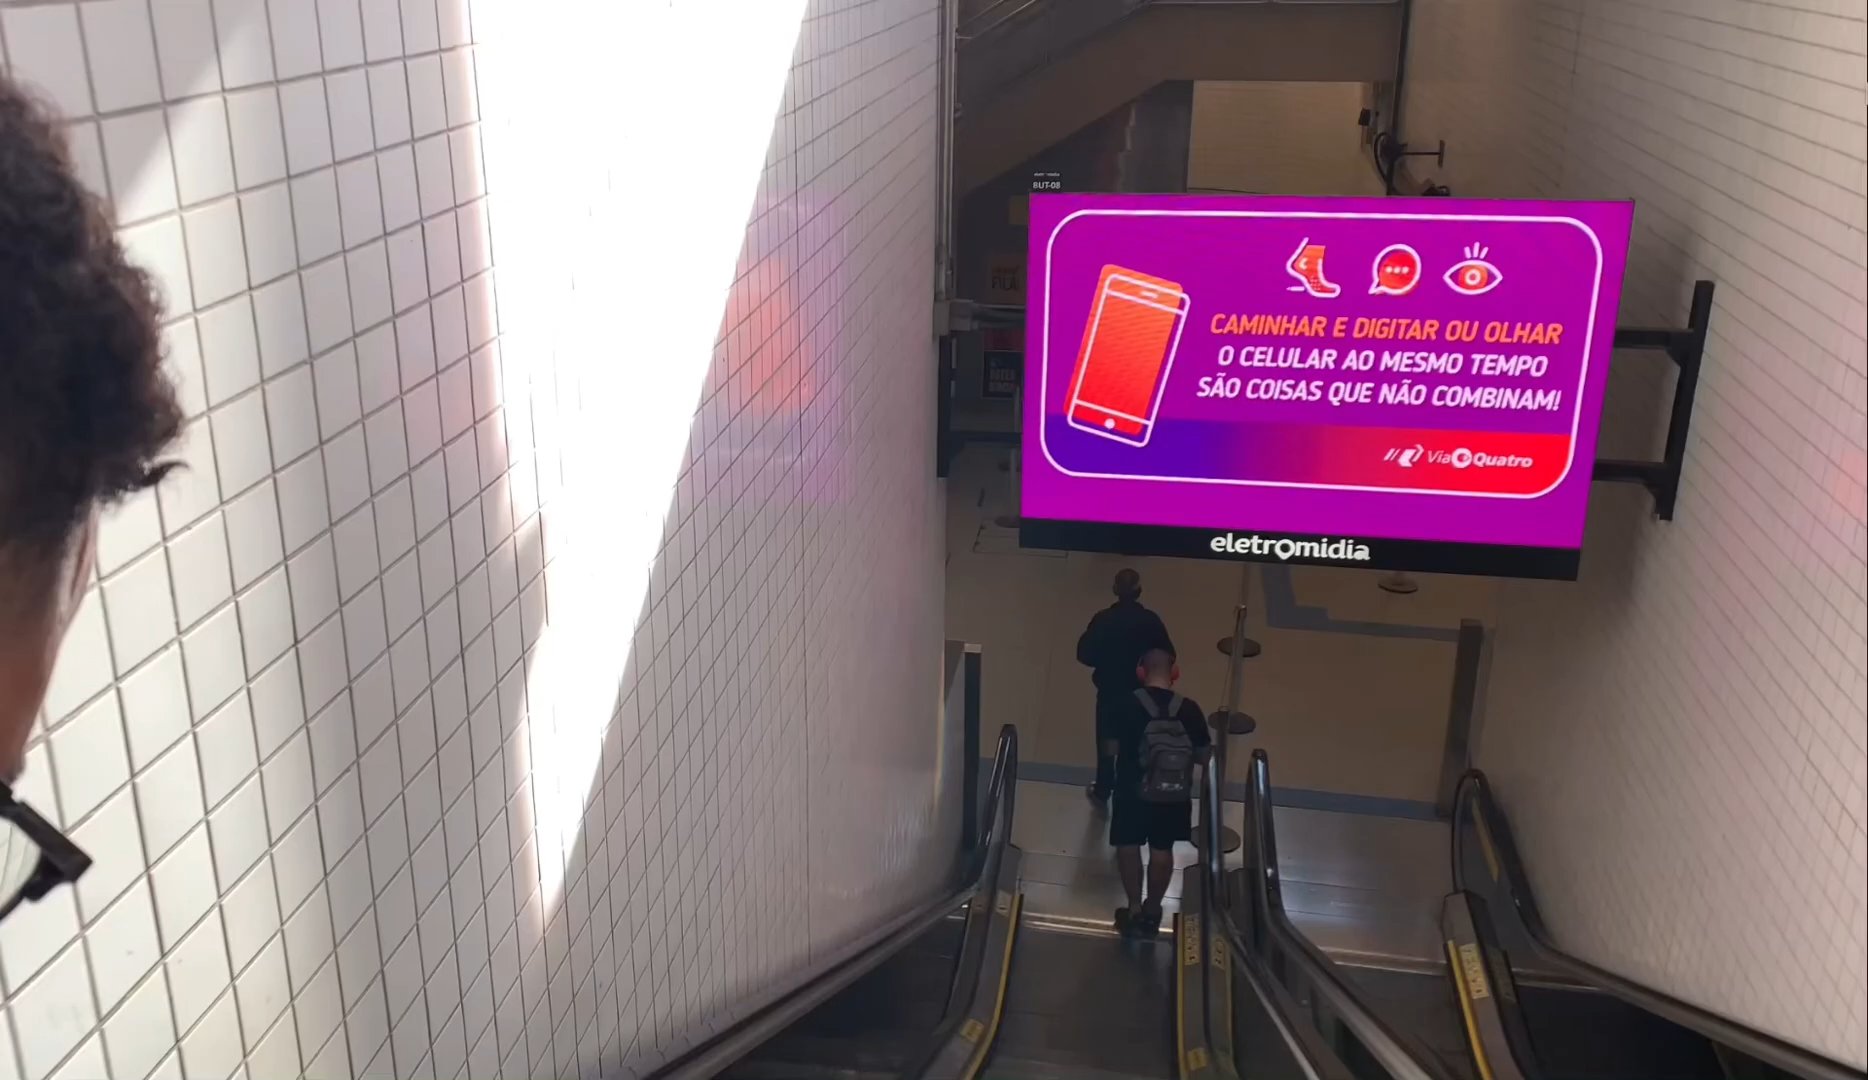 BUT-08
CAMINHAR E DIGITAR OU OLHAR
O CELULAR AO MESMO TEMPO
SÃO COISAS QUE NÃO COMBINAM!
ViaQuatro
eletromidia